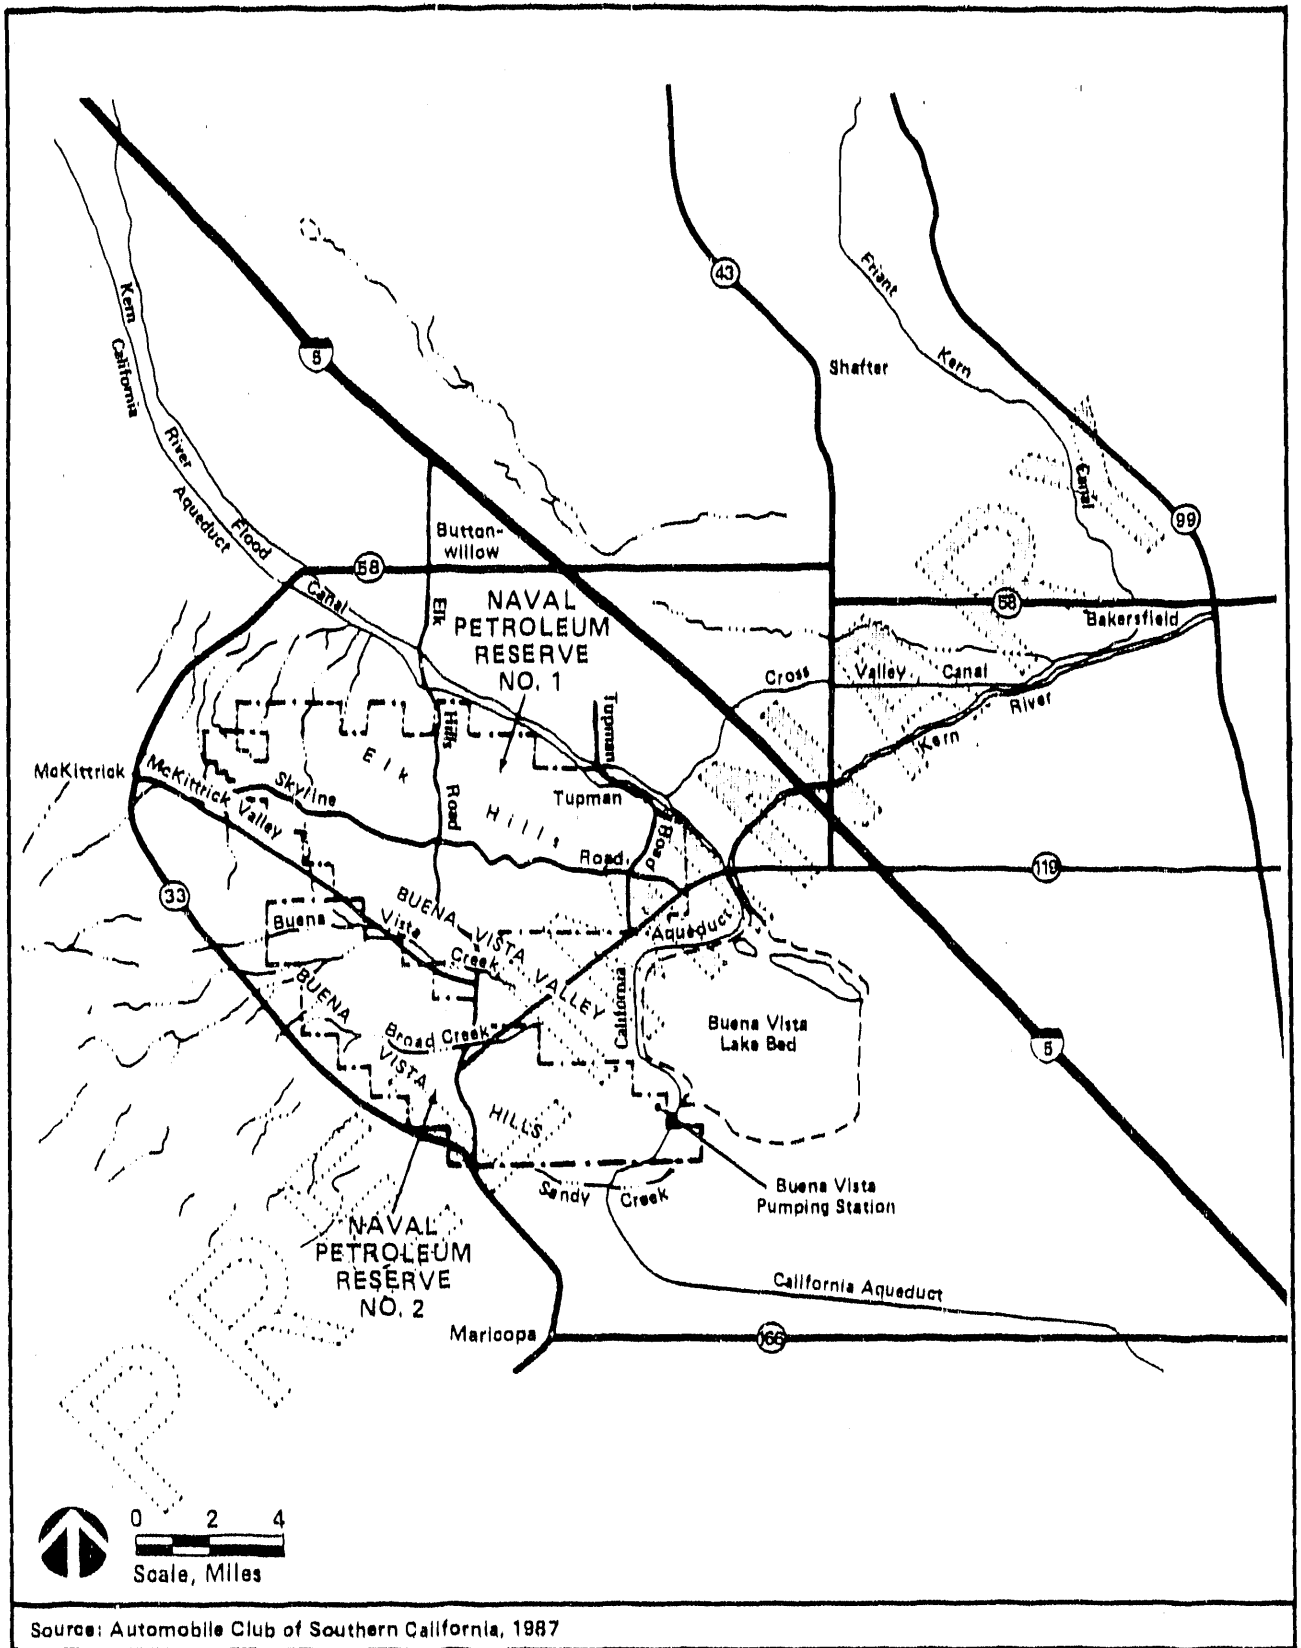 43
Friant
Kern
Canal
Shafter
99
5
Kern
California
River
Aqueduct
Flood
Canal
Button-
willow
58
58
Bakersfield
Elk
Hills
Road
NAVAL
PETROLEUM
RESERVE
NO. 1
Tupman
Road
Cross
Valley
Canal
River
Kern
McKittrick
McKittrick Valley
Skyline
Road
Elk
Hills
Tupman
33
119
Buena
Vista
Creek
BUENA
VISTA
VALLEY
Aqueduct
California
BUENA
VISTA
HILLS
Broad Creek
Buena Vista
Lake Bed
5
Sandy
Creek
Buena Vista
Pumping Station
NAVAL
PETROLEUM
RESERVE
NO. 2
California Aqueduct
Maricopa
166
PRELIMINARY DRAFT
0 2 4
Scale, Miles
Source: Automobile Club of Southern California, 1987